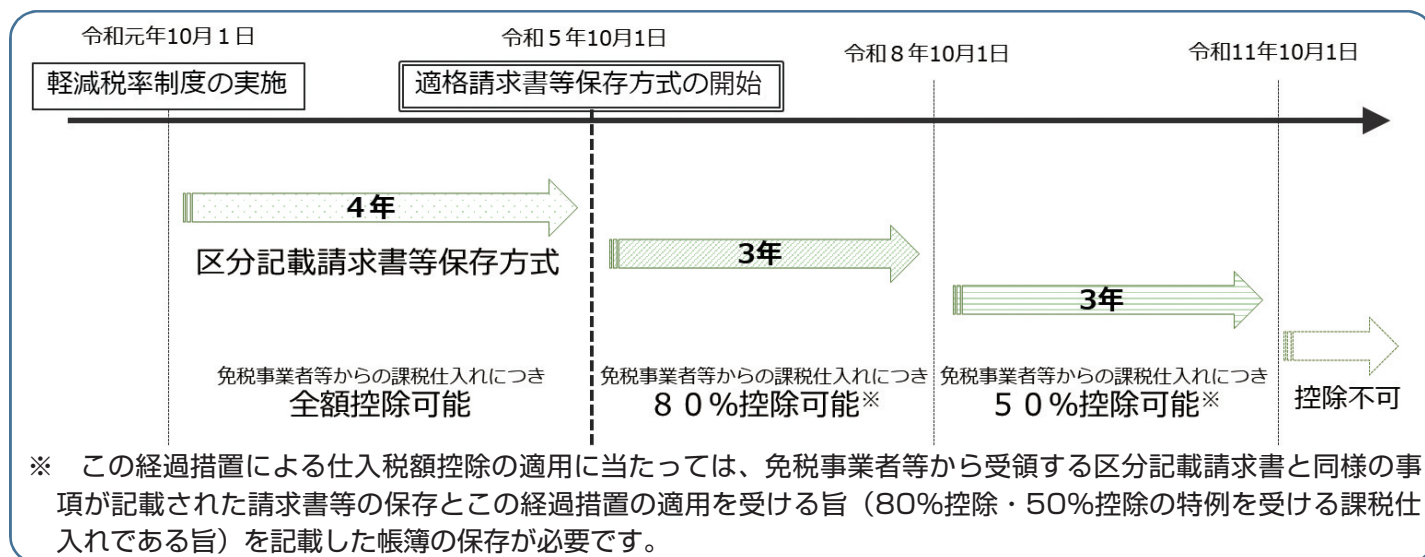 令和元年10月１日
令和５年10月1日
令和８年10月1日
令和11年10月1日
軽減税率制度の実施
適格請求書等保存方式の開始
４年
区分記載請求書等保存方式
3年
3年
免税事業者等からの課税仕入れにつき
全額控除可能
免税事業者等からの課税仕入れにつき
８０％控除可能※
免税事業者等からの課税仕入れにつき
５０％控除可能※
控除不可
※　この経過措置による仕入税額控除の適用に当たっては、免税事業者等から受領する区分記載請求書と同様の事
項が記載された請求書等の保存とこの経過措置の適用を受ける旨（80％控除・50％控除の特例を受ける課税仕
入れである旨）を記載した帳簿の保存が必要です。